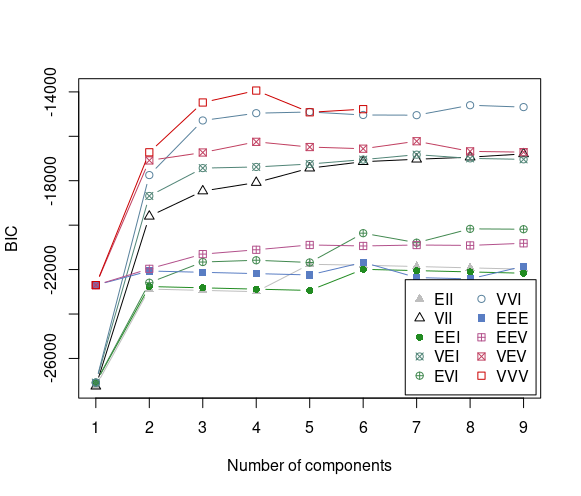 -14000
-18000
-22000
-26000
BIC
1 2 3 4 5 6 7 8 9
Number of components
EII VVI
VII EEE
EEI EEV
VEI VEV
EVI VVV